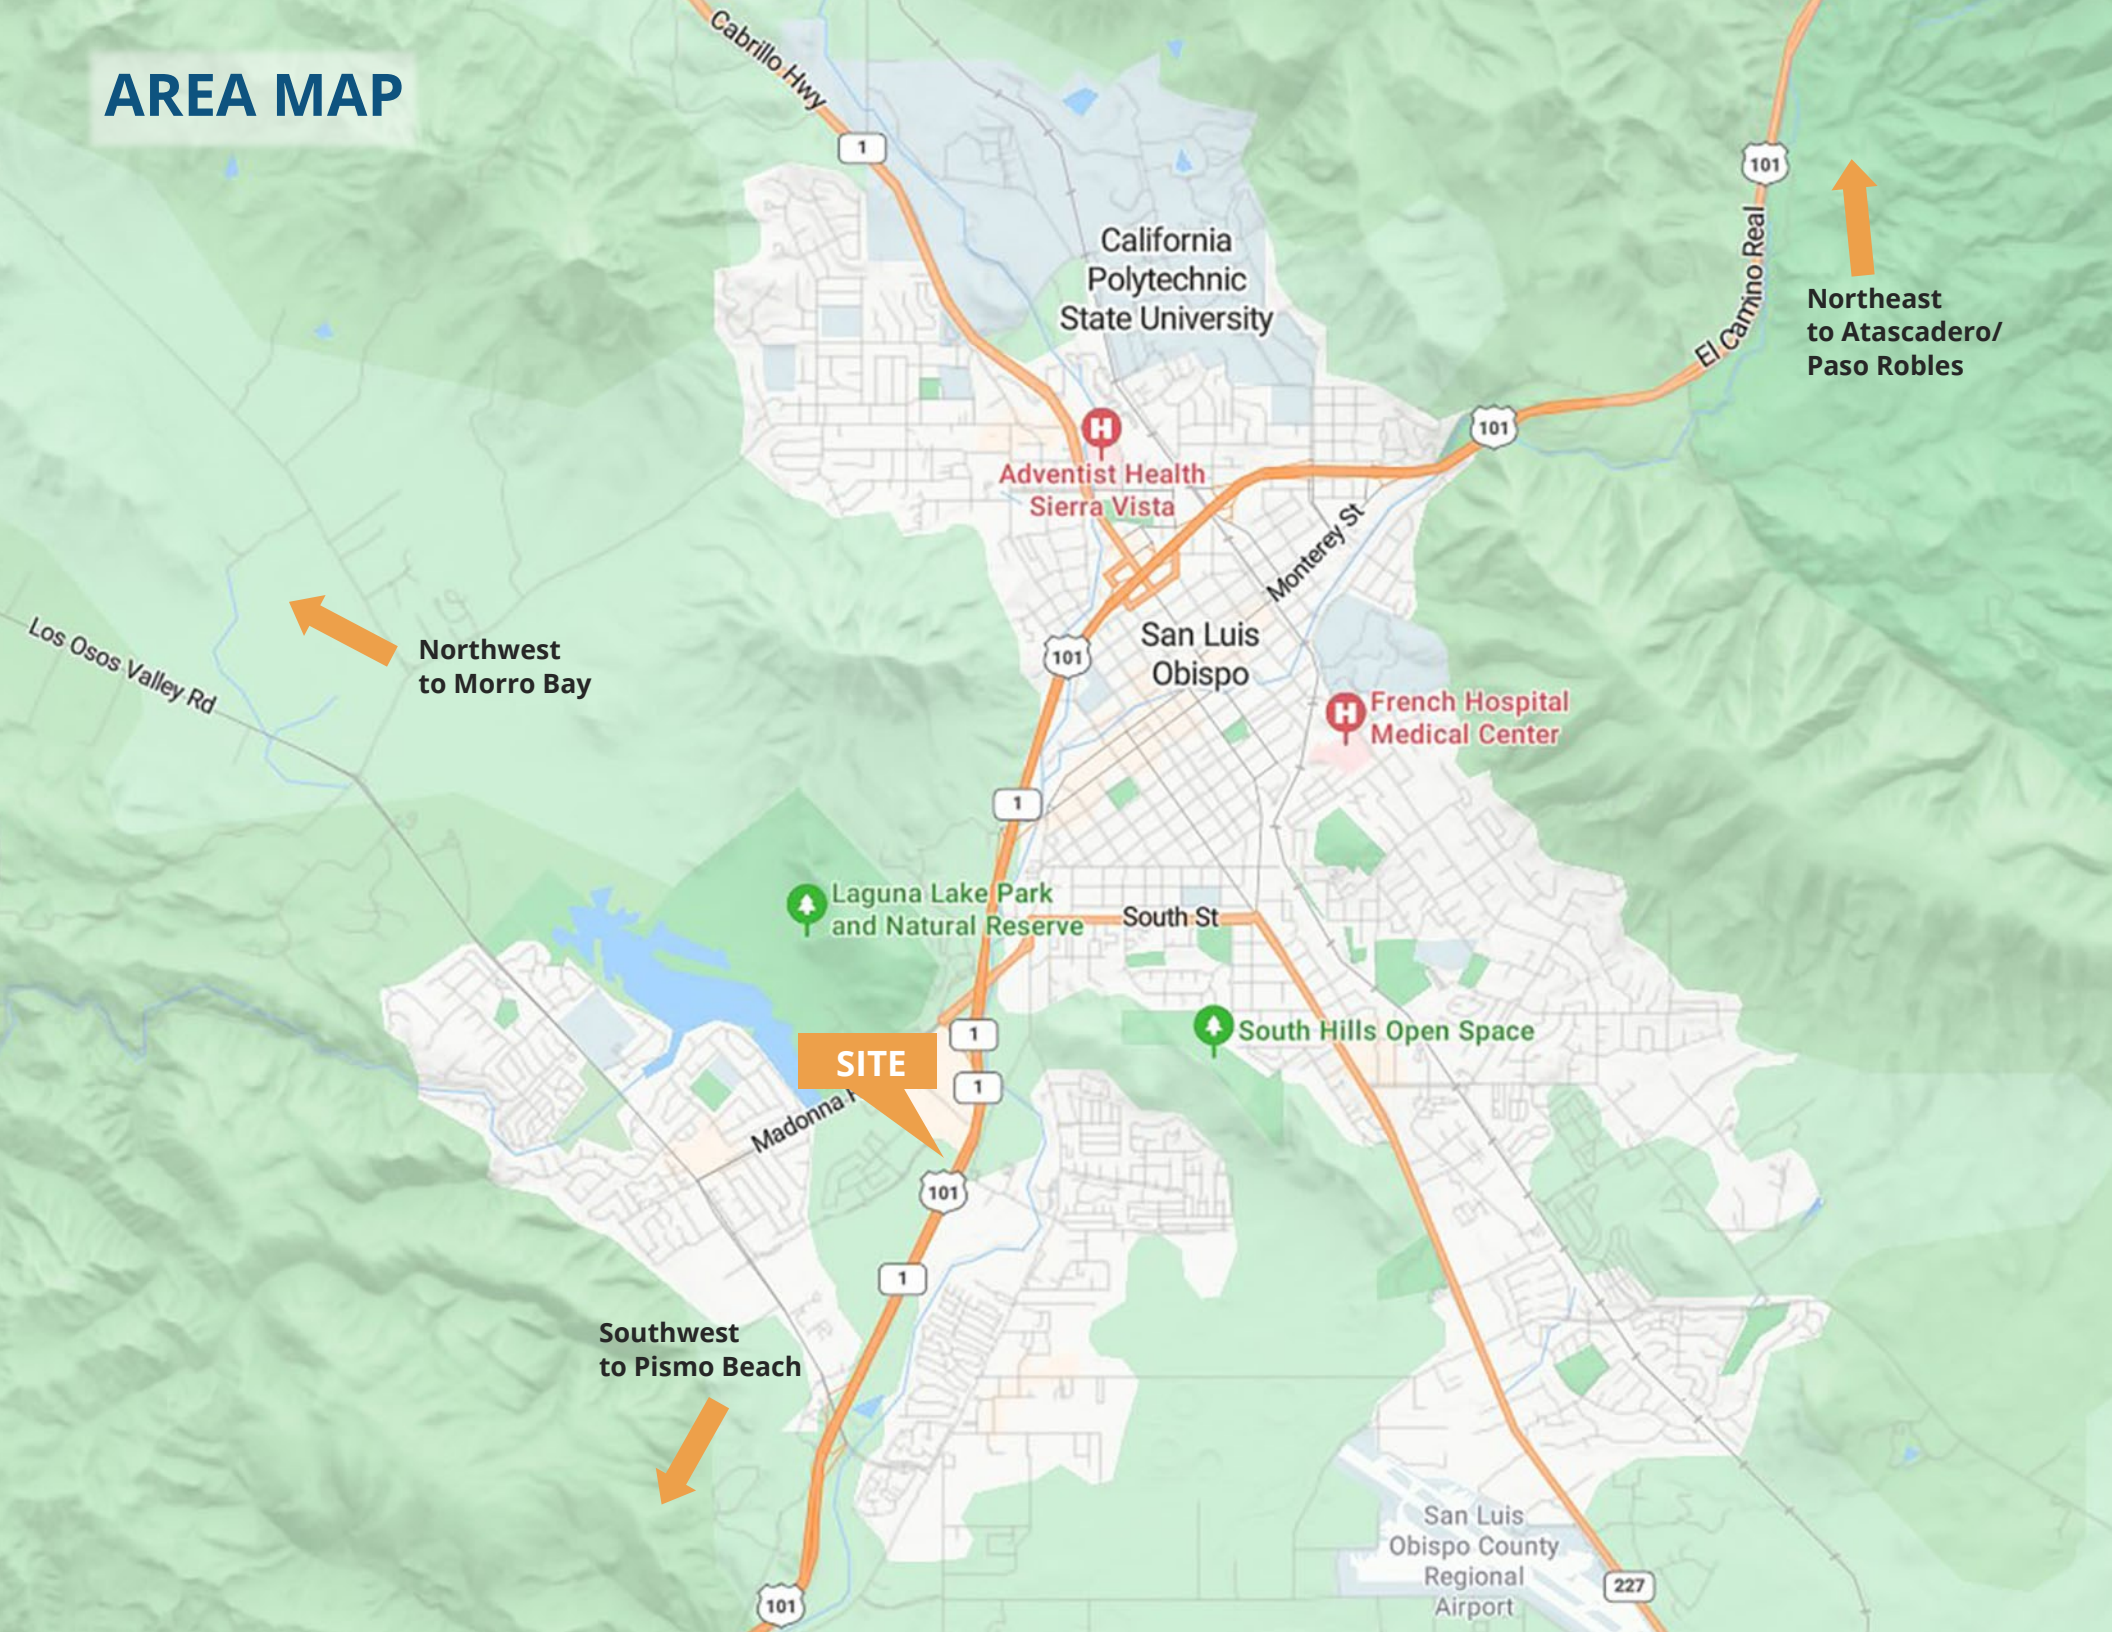 AREA MAP
Cabrillo Hwy
1
101
El Camino Real
California
Polytechnic
State University
Northeast
to Atascadero/
Paso Robles
101
Adventist Health
Sierra Vista
Monterey St
Los Osos Valley Rd
Northwest
to Morro Bay
San Luis
Obispo
101
French Hospital
Medical Center
1
Laguna Lake Park
and Natural Reserve
South St
South Hills Open Space
1
SITE
1
Madonna
101
1
Southwest
to Pismo Beach
San Luis
Obispo County
Regional
Airport
227
101